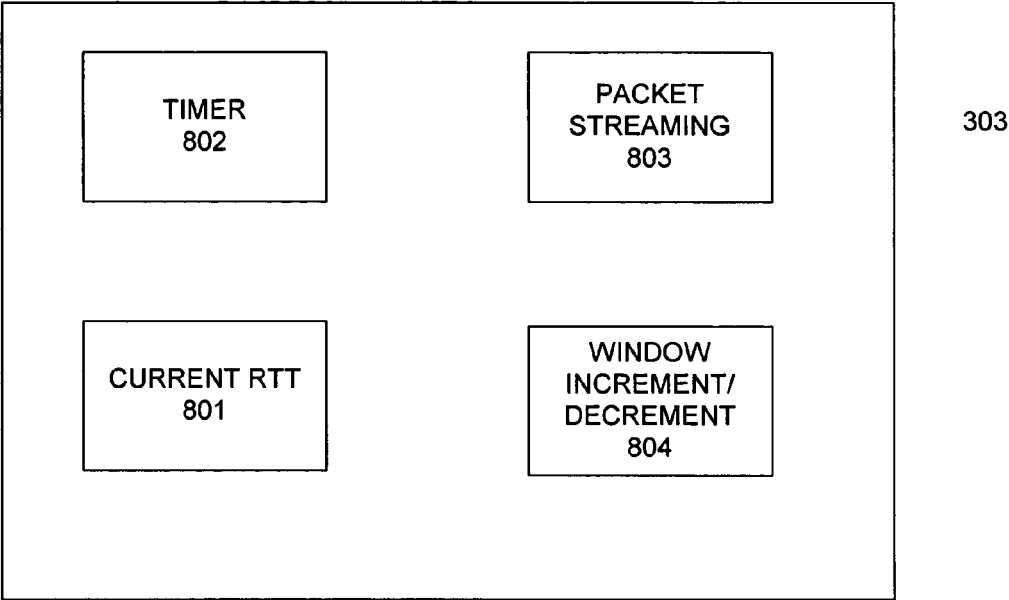 TIMER
802
PACKET
STREAMING
803
303
CURRENT RTT
801
WINDOW
INCREMENT/
DECREMENT
804